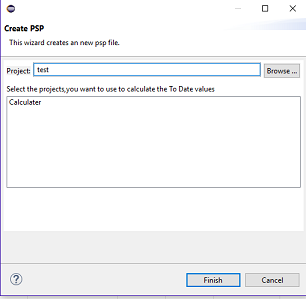 Create PSP
This wizard creates a new psp file.
Project: test Browse ...
Select the projects,you want to use to calculate the To Date values
Calculater
? Finish Cancel